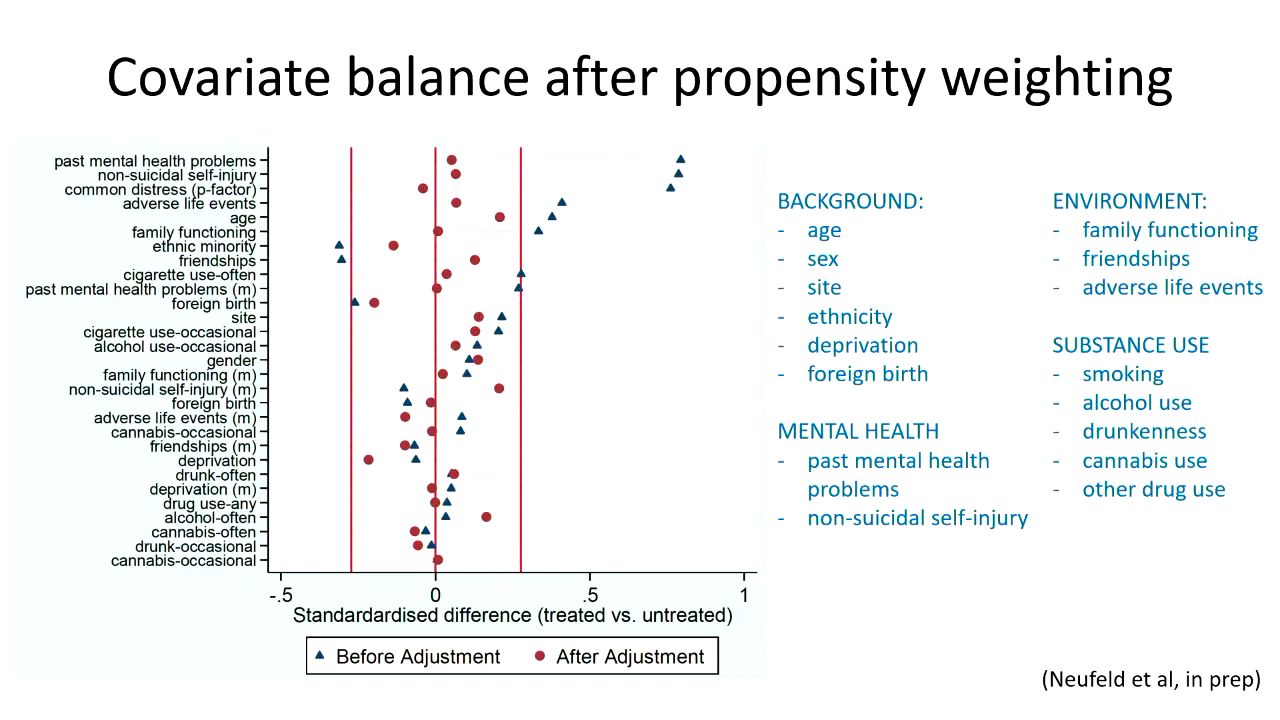 Covariate balance after propensity weighting
past mental health problems
non-suicidal self-injury
common distress (p-factor)
adverse life events
age
family functioning
ethnic minority
friendships
cigarette use-often
past mental health problems (m)
foreign birth
site
cigarette use-occasional
alcohol use-occasional
gender
family functioning (m)
non-suicidal self-injury (m)
foreign birth
adverse life events (m)
cannabis-occasional
friendships (m)
deprivation
drunk-often
deprivation (m)
drug use-any
alcohol-often
cannabis-often
drunk-occasional
cannabis-occasional
-.5 0 .5 1
Standardardised difference (treated vs. untreated)
Before Adjustment After Adjustment
BACKGROUND:
- age
- sex
- site
- ethnicity
- deprivation
- foreign birth
MENTAL HEALTH
- past mental health
problems
- non-suicidal self-injury
ENVIRONMENT:
- family functioning
- friendships
- adverse life events
SUBSTANCE USE
- smoking
- alcohol use
- drunkenness
- cannabis use
- other drug use
(Neufeld et al, in prep)